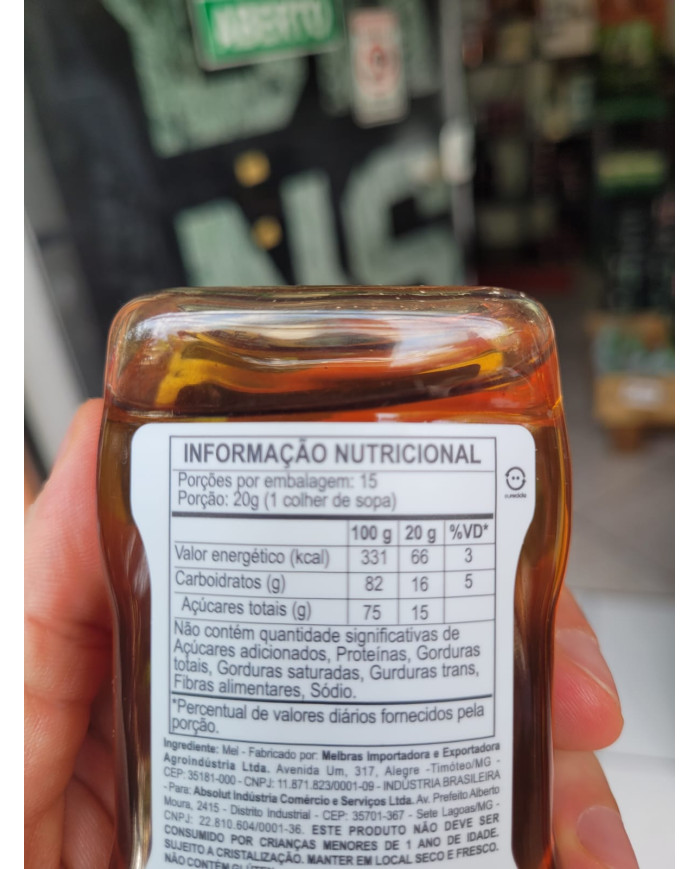 ABERTO
INFORMAÇÃO NUTRICIONAL
Porções por embalagem: 15
Porção: 20g (1 colher de sopa)
100 g 20 g %VD*
Valor energético (kcal) 331 66 3
Carboidratos (g) 82 16 5
Açúcares totais (g) 75 15
Não contém quantidade significativas de
Açúcares adicionados, Proteínas, Gorduras
totais, Gorduras saturadas, Gurduras trans,
Fibras alimentares, Sódio.
*Percentual de valores diários fornecidos pela
porção.
Ingrediente: Mel - Fabricado por: Melbras Importadora e Exportadora
Agroindústria Ltda. Avenida Um, 317, Alegre -Timóteo/MG -
CEP: 35181-000 - CNPJ: 11.871.823/0001-09 - INDÚSTRIA BRASILEIRA
- Para: Absolut Indústria Comércio e Serviços Ltda. Av. Prefeito Alberto
Moura, 2415 - Distrito Industrial - CEP: 35701-367 - Sete Lagoas/MG -
CNPJ: 22.810.604/0001-36. ESTE PRODUTO NÃO DEVE SER
CONSUMIDO POR CRIANÇAS MENORES DE 1 ANO DE IDADE.
SUJEITO A CRISTALIZAÇÃO. MANTER EM LOCAL SECO E FRESCO.
NÃO CONTÉM GLÚTEN